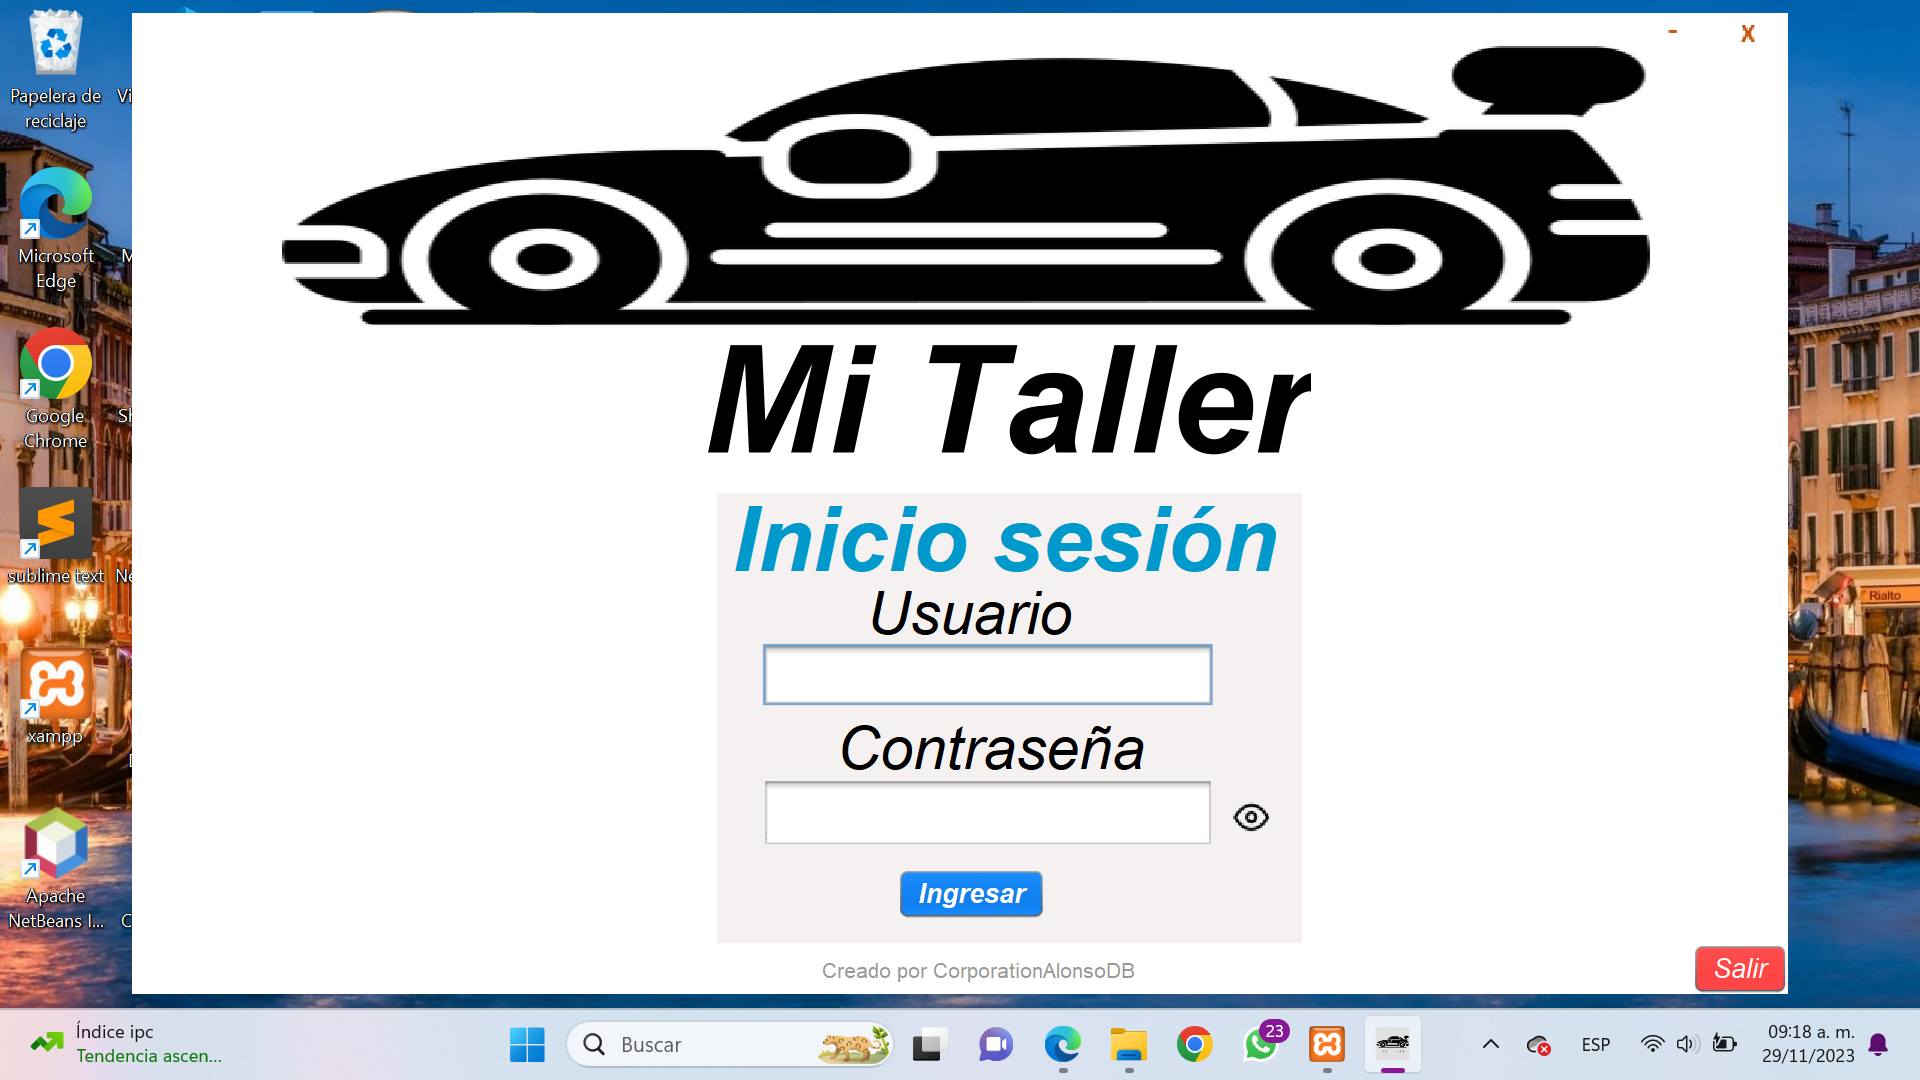 - X
Papelera de
reciclaje
Vi
Microsoft
Edge
M
Google
Chrome
Sh
sublime text
Ne
xampp
Apache
NetBeans I...
C
Mi Taller
Inicio sesión
Usuario
Contraseña
Ingresar
Creado por CorporationAlonsoDB
Salir
Rialto
Índice ipc
Tendencia ascen...
Buscar
23
ESP
09:18 a. m.
29/11/2023